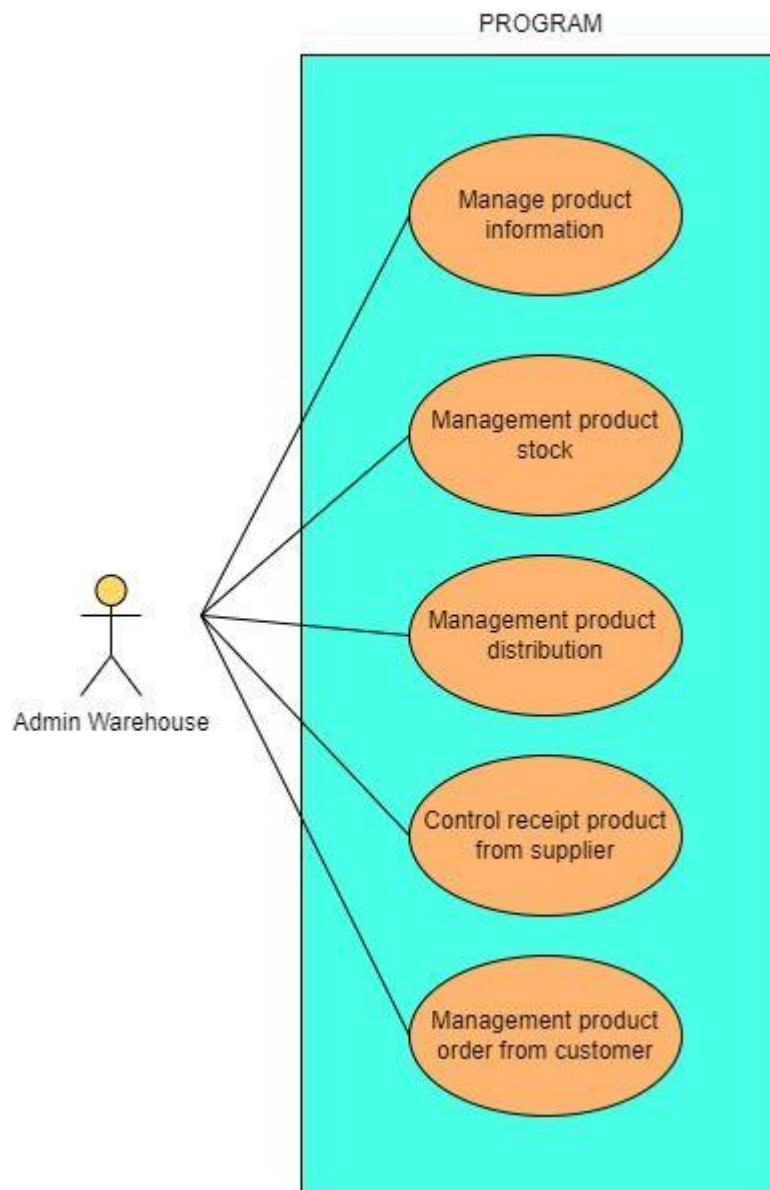 PROGRAM
Manage product
information
Management product
stock
Management product
distribution
Admin Warehouse
Control receipt product
from supplier
Management product
order from customer